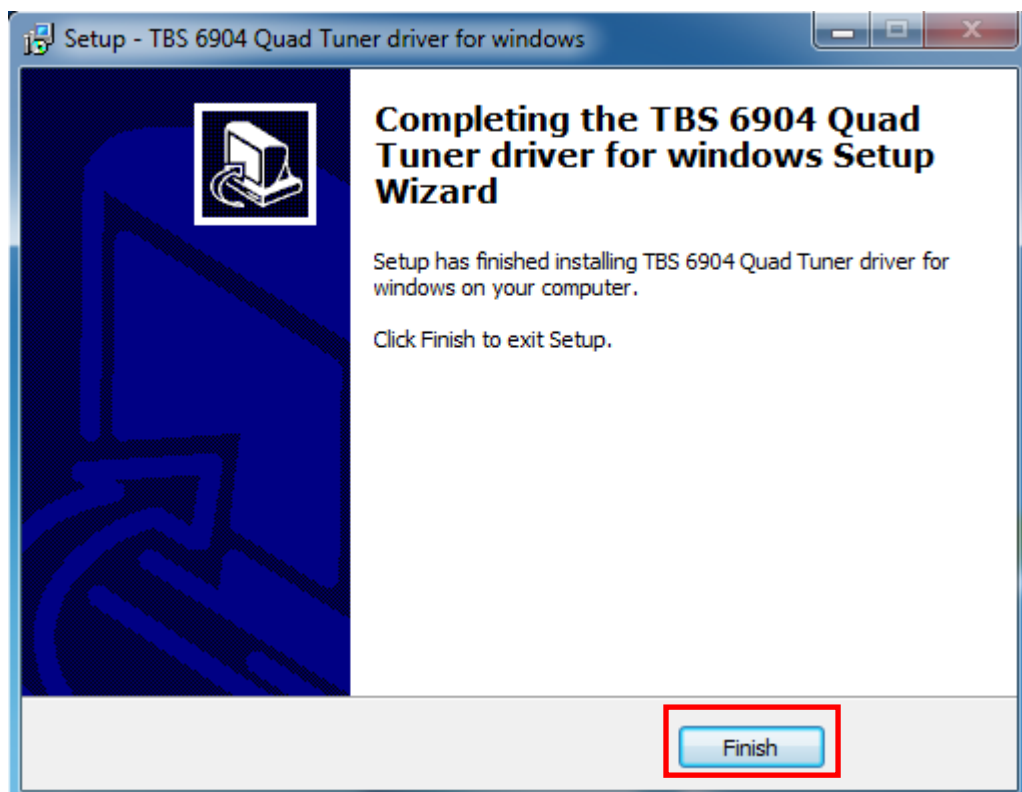 Setup - TBS 6904 Quad Tuner driver for windows
Completing the TBS 6904 Quad
Tuner driver for windows Setup
Wizard
Setup has finished installing TBS 6904 Quad Tuner driver for
windows on your computer.
Click Finish to exit Setup.
Finish